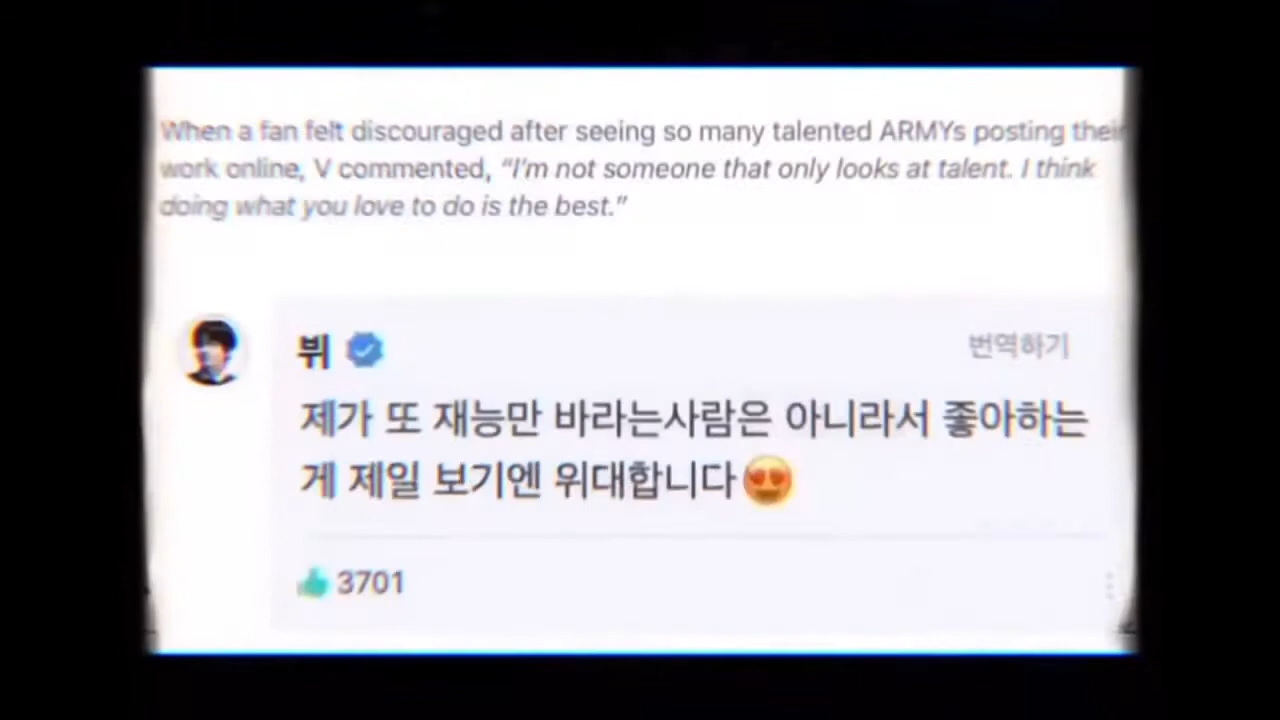 When a fan felt discouraged after seeing so many talented ARMYs posting their
work online, V commented, “I’m not someone that only looks at talent. I think
doing what you love to do is the best.”
뷔
번역하기
제가 또 재능만 바라는사람은 아니라서 좋아하는
게 제일 보기엔 위대합니다😍
3701